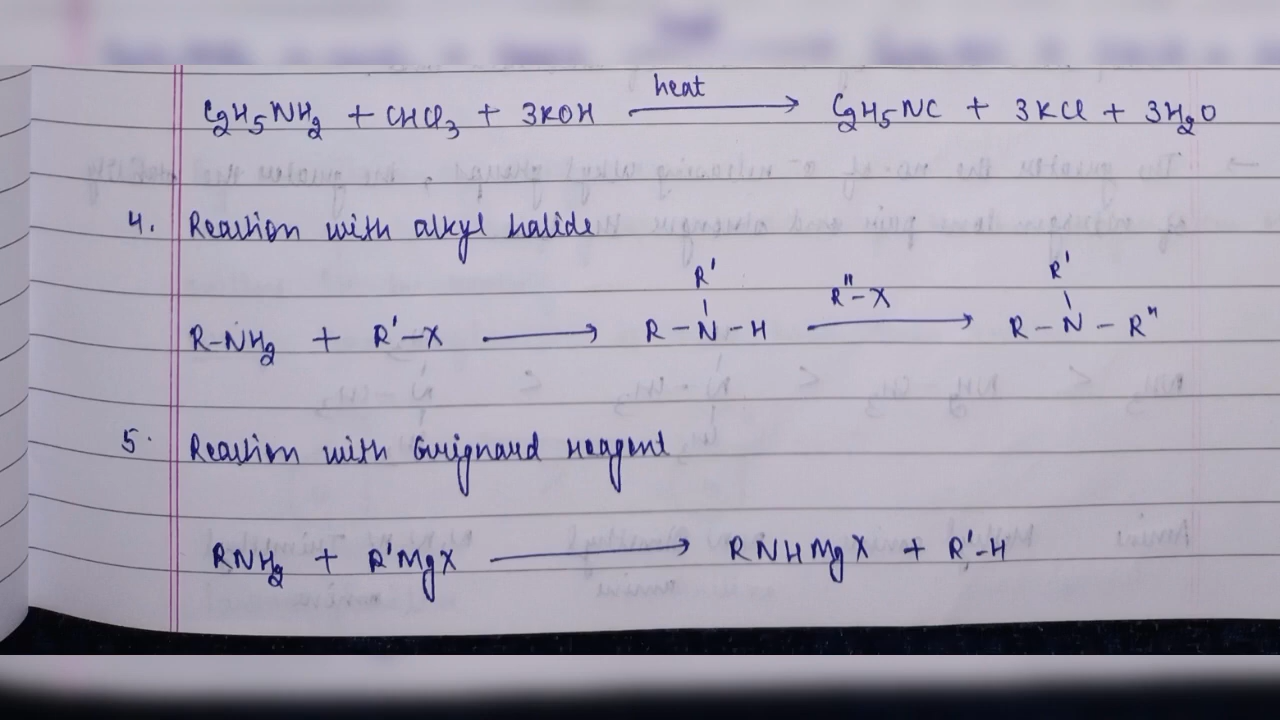 heat
C₂H₅NH₂ + CHCl₃ + 3KOH ⟶ C₂H₅NC + 3KCl + 3H₂O
4. Reaction with alkyl halide
R' R"-X R'
R-NH₂ + R'-X ⟶ R-N-H ⟶ R-N-R"
5. Reaction with Grignard reagent
RNH₂ + R'MgX ⟶ RNHMgX + R'-H